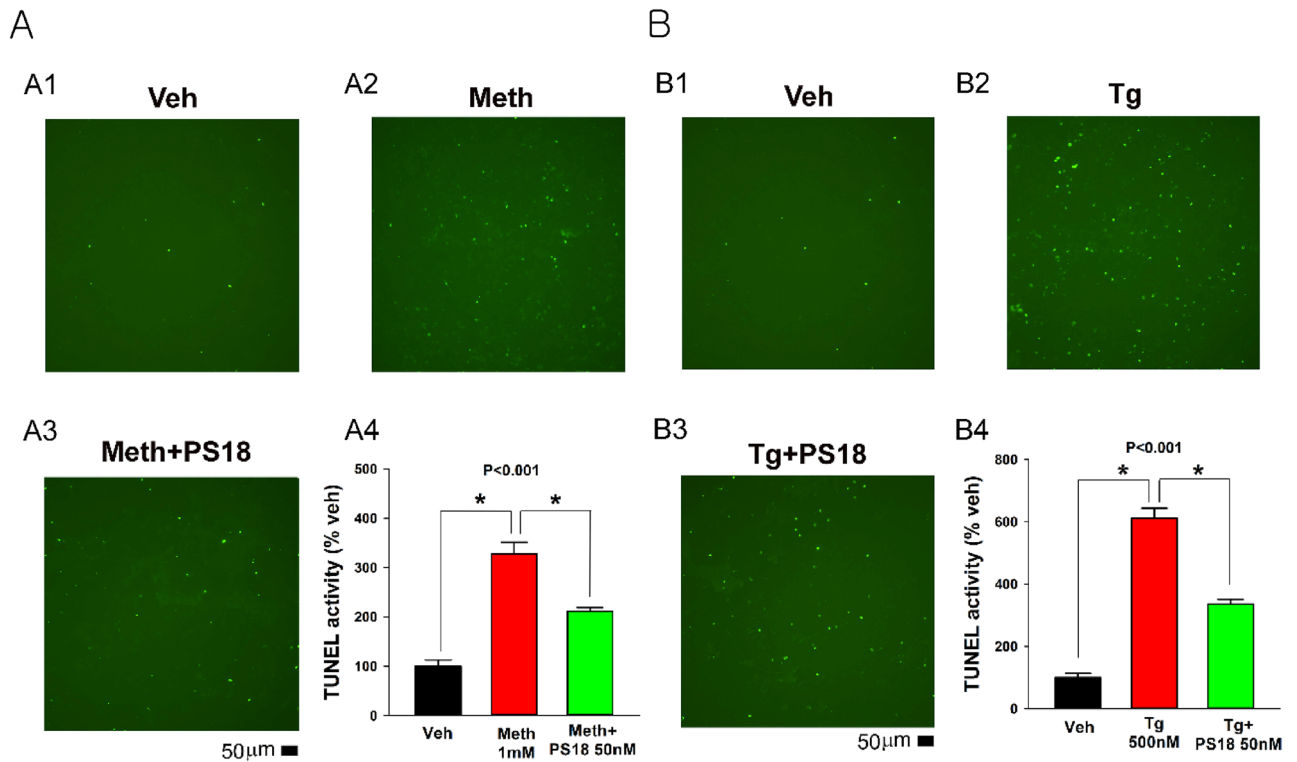 A
B
A1
Veh
A2
Meth
B1
Veh
B2
Tg
A3
Meth+PS18
50μm
A4
P<0.001
TUNEL activity (% veh)
500
400
300
200
100
0
*
*
Veh
Meth
1mM
Meth+
PS18 50nM
B3
Tg+PS18
50μm
B4
P<0.001
TUNEL activity (% veh)
800
600
400
200
0
*
*
Veh
Tg
500nM
Tg+
PS18 50nM